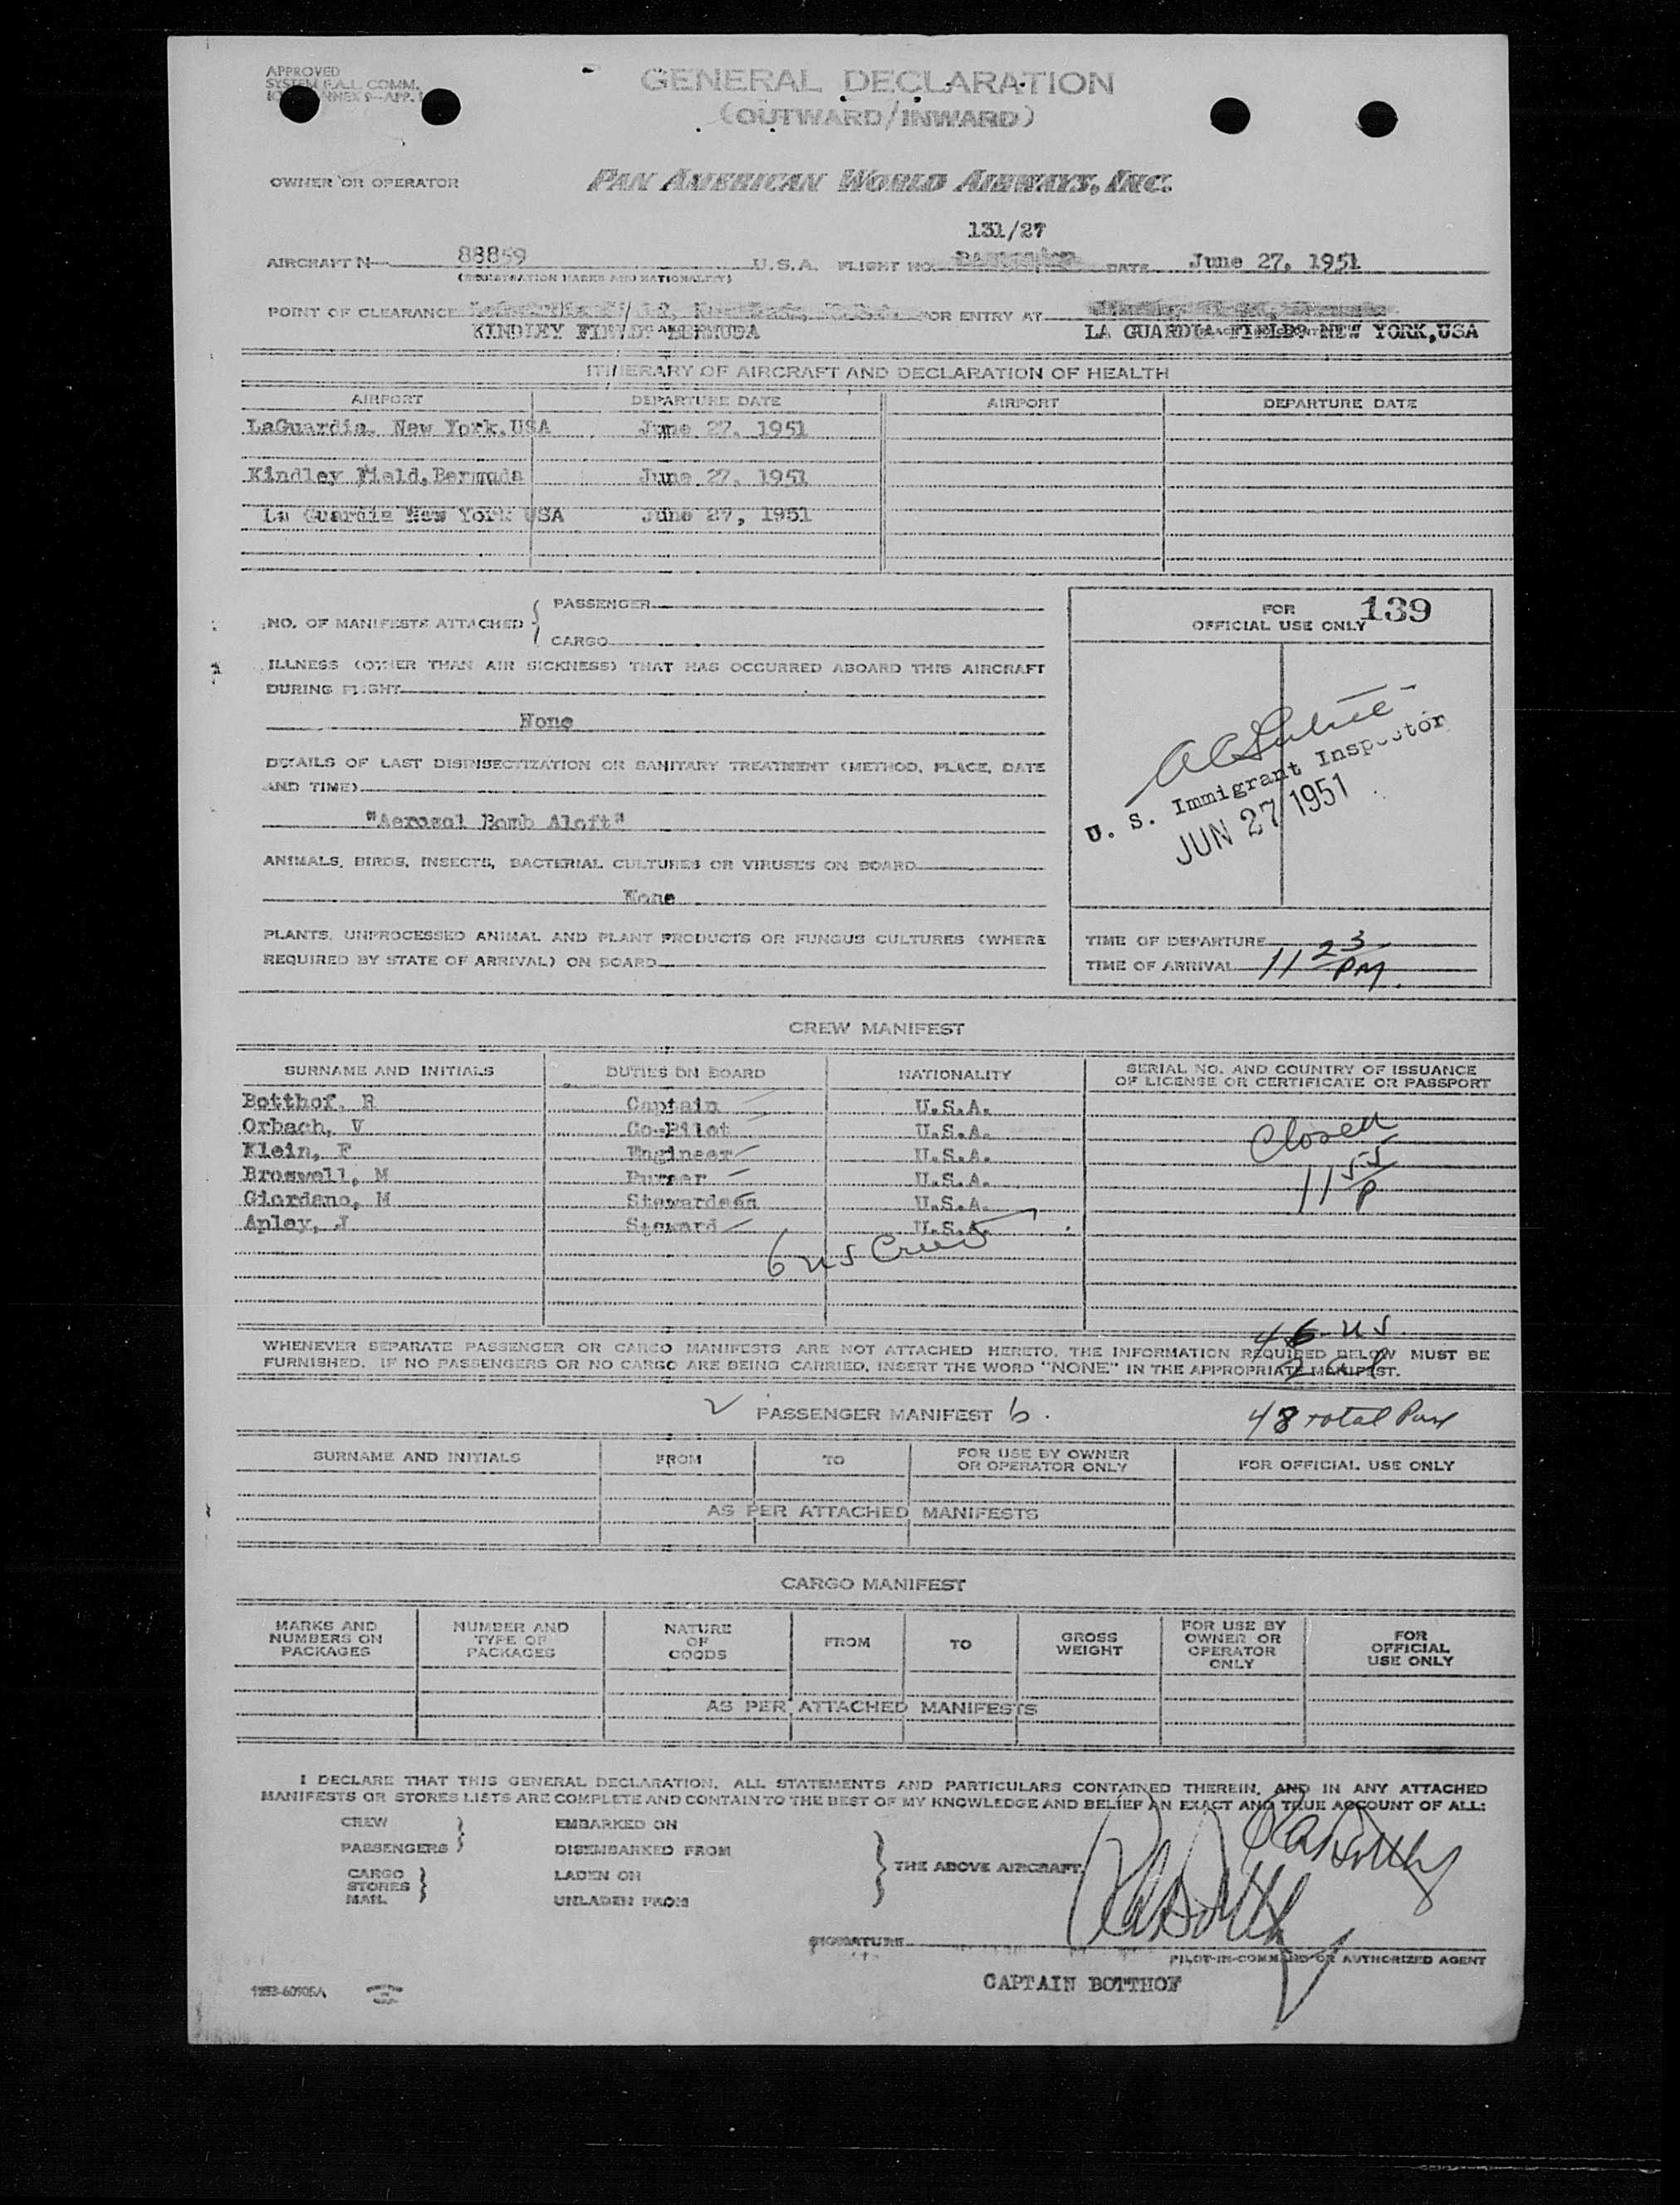 APPROVED
SYSTEM F.A.L. COMM.
ANNEX 9-APP. 1
GENERAL DECLARATION
(OUTWARD/INWARD)
OWNER OR OPERATOR PAN AMERICAN WORLD AIRWAYS, INC.
131/27
AIRCRAFT N 88859 U.S.A. FLIGHT NO. DATE June 27, 1951
(REGISTRATION MARKS AND NATIONALITY)
POINT OF CLEARANCE FOR ENTRY AT
KINDLEY FIELD BERMUDA LA GUARDIA FIELD NEW YORK,USA
ITINERARY OF AIRCRAFT AND DECLARATION OF HEALTH
AIRPORT DEPARTURE DATE AIRPORT DEPARTURE DATE
LaGuardia, New York,USA June 27, 1951
Kindley Field,Bermuda June 27, 1951
La Guardia New York USA June 27, 1951
NO. OF MANIFESTS ATTACHED { PASSENGER
CARGO
ILLNESS (OTHER THAN AIR SICKNESS) THAT HAS OCCURRED ABOARD THIS AIRCRAFT
DURING FLIGHT
None
DETAILS OF LAST DISINSECTIZATION OR SANITARY TREATMENT (METHOD, PLACE, DATE
AND TIME)
"Aerosol Bomb Aloft"
ANIMALS, BIRDS, INSECTS, BACTERIAL CULTURES OR VIRUSES ON BOARD
None
PLANTS, UNPROCESSED ANIMAL AND PLANT PRODUCTS OR FUNGUS CULTURES (WHERE
REQUIRED BY STATE OF ARRIVAL) ON BOARD
FOR
OFFICIAL USE ONLY 139
U. S. Immigrant Inspector
JUN 27 1951
TIME OF DEPARTURE
TIME OF ARRIVAL 11 23 PM
CREW MANIFEST
SURNAME AND INITIALS DUTIES ON BOARD NATIONALITY SERIAL NO. AND COUNTRY OF ISSUANCE
OF LICENSE OR CERTIFICATE OR PASSPORT
Botthof, R Captain U.S.A.
Orbach, V Co-Pilot U.S.A.
Klein, F Engineer U.S.A.
Broswell, M Purser U.S.A.
Giordano, M Stewardess U.S.A.
Apley, J Steward U.S.A.
Closed
11 55 P
6 US Crew
46 US
WHENEVER SEPARATE PASSENGER OR CARGO MANIFESTS ARE NOT ATTACHED HERETO, THE INFORMATION REQUIRED BELOW MUST BE
FURNISHED. IF NO PASSENGERS OR NO CARGO ARE BEING CARRIED, INSERT THE WORD "NONE" IN THE APPROPRIATE MANIFEST.
PASSENGER MANIFEST 48 total Pass
SURNAME AND INITIALS FROM TO FOR USE BY OWNER
OR OPERATOR ONLY FOR OFFICIAL USE ONLY
AS PER ATTACHED MANIFESTS
CARGO MANIFEST
MARKS AND
NUMBERS ON
PACKAGES
NUMBER AND
TYPE OF
PACKAGES
NATURE
OF
GOODS
FROM
TO
GROSS
WEIGHT
FOR USE BY
OWNER OR
OPERATOR
ONLY
FOR
OFFICIAL
USE ONLY
AS PER ATTACHED MANIFESTS
I DECLARE THAT THIS GENERAL DECLARATION, ALL STATEMENTS AND PARTICULARS CONTAINED THEREIN, AND IN ANY ATTACHED
MANIFESTS OR STORES LISTS ARE COMPLETE AND CONTAIN TO THE BEST OF MY KNOWLEDGE AND BELIEF AN EXACT AND TRUE ACCOUNT OF ALL:
CREW EMBARKED ON
PASSENGERS DISEMBARKED FROM
THE ABOVE AIRCRAFT.
CARGO LADEN ON
STORES
MAIL UNLADEN FROM
SIGNATURE
PILOT-IN-COMMAND OR AUTHORIZED AGENT
CAPTAIN BOTTHOF